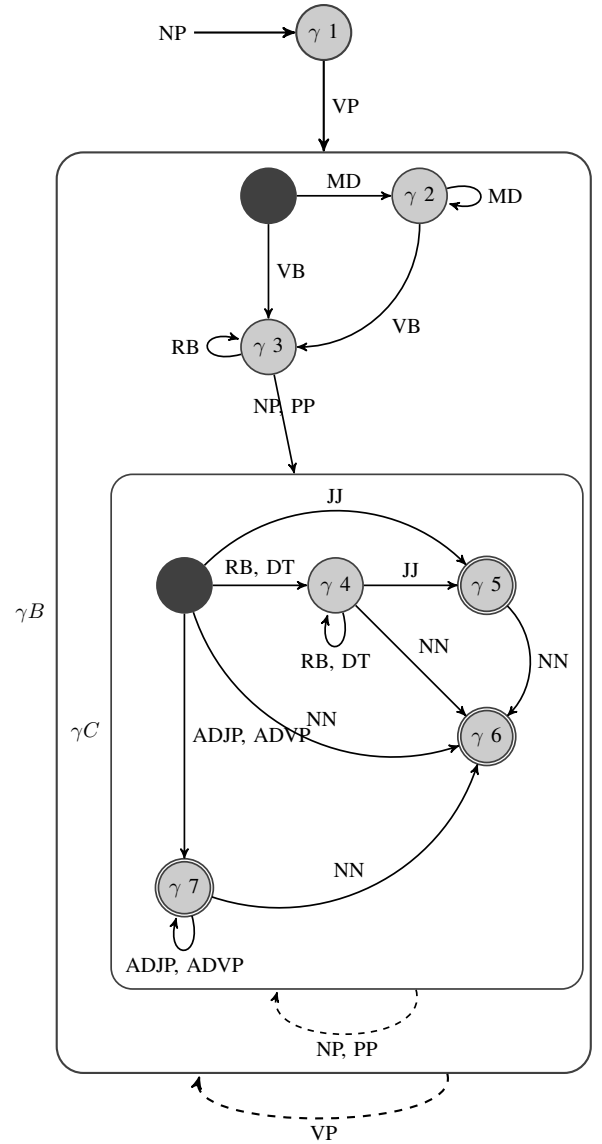 NP
γ 1
VP
MD
γ 2
MD
VB
VB
RB
γ 3
NP, PP
JJ
RB, DT
γ 4
JJ
γ 5
RB, DT
NN
NN
γB
γC
NN
ADJP, ADVP
γ 6
NN
γ 7
ADJP, ADVP
NP, PP
VP